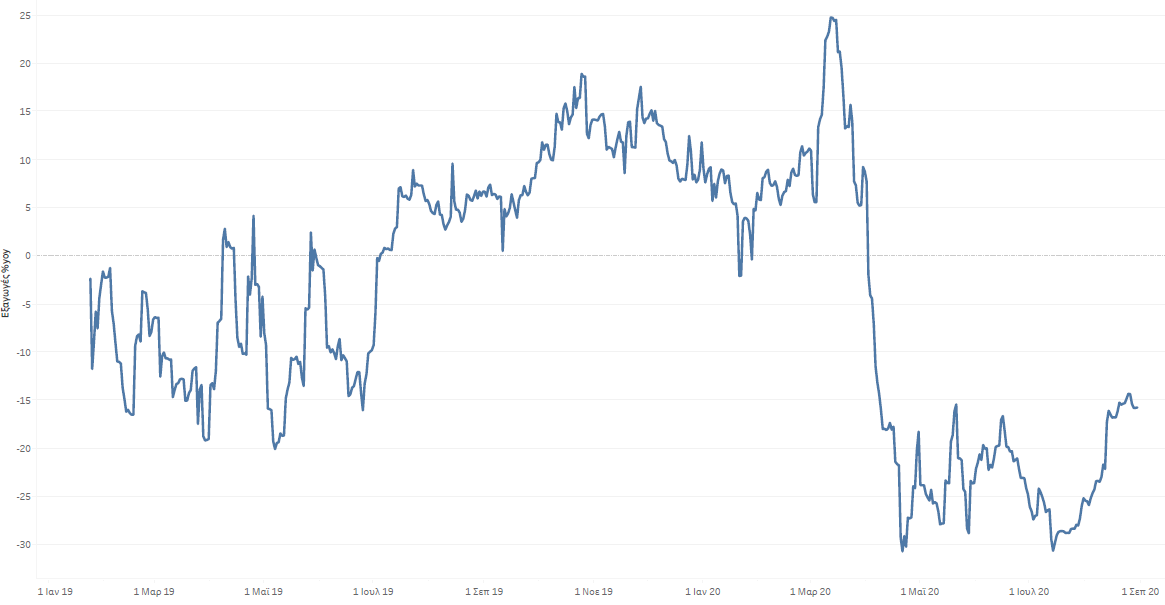 25
20
15
10
5
0
-5
-10
-15
-20
-25
-30
Εξαγωγές %yoy
1 Ιαν 19
1 Μαρ 19
1 Μαϊ 19
1 Ιουλ 19
1 Σεπ 19
1 Νοε 19
1 Ιαν 20
1 Μαρ 20
1 Μαϊ 20
1 Ιουλ 20
1 Σεπ 20